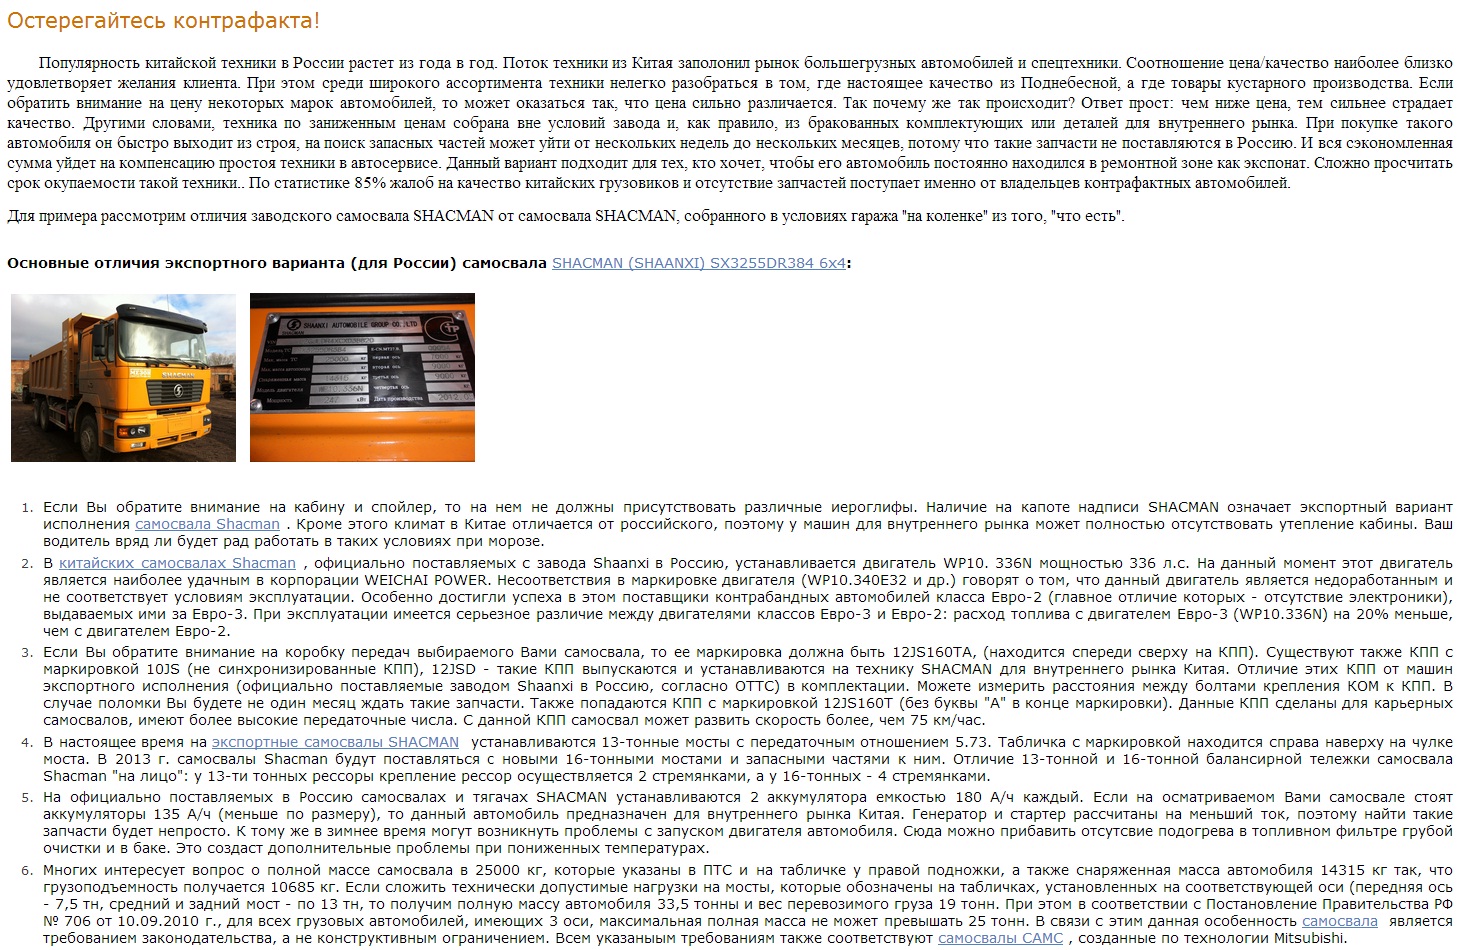 Остерегайтесь контрафакта!
Популярность китайской техники в России растет из года в год. Поток техники из Китая заполонил рынок большегрузных автомобилей и спецтехники. Соотношение цена/качество наиболее близко
удовлетворяет желания клиента. При этом среди широкого ассортимента техники нелегко разобраться в том, где настоящее качество из Поднебесной, а где товары кустарного производства. Если
обратить внимание на цену некоторых марок автомобилей, то может оказаться так, что цена сильно различается. Так почему же так происходит? Ответ прост: чем ниже цена, тем сильнее страдает
качество. Другими словами, техника по заниженным ценам собрана вне условий завода и, как правило, из бракованных комплектующих или деталей для внутреннего рынка. При покупке такого
автомобиля он быстро выходит из строя, на поиск запасных частей может уйти от нескольких недель до нескольких месяцев, потому что такие запчасти не поставляются в Россию. И вся сэкономленная
сумма уйдет на компенсацию простоя техники в автосервисе. Данный вариант подходит для тех, кто хочет, чтобы его автомобиль постоянно находился в ремонтной зоне как экспонат. Сложно просчитать
срок окупаемости такой техники.. По статистике 85% жалоб на качество китайских грузовиков и отсутствие запчастей поступает именно от владельцев контрафактных автомобилей.
Для примера рассмотрим отличия заводского самосвала SHACMAN от самосвала SHACMAN, собранного в условиях гаража "на коленке" из того, "что есть".
Основные отличия экспортного варианта (для России) самосвала SHACMAN (SHAANXI) SX3255DR384 6x4:
SHACMAN
SHAANXI AUTOMOBILE GROUP CO.,LTD
SHACMAN
1. Если Вы обратите внимание на кабину и спойлер, то на нем не должны присутствовать различные иероглифы. Наличие на капоте надписи SHACMAN означает экспортный вариант
исполнения самосвала Shacman . Кроме этого климат в Китае отличается от российского, поэтому у машин для внутреннего рынка может полностью отсутствовать утепление кабины. Ваш
водитель вряд ли будет рад работать в таких условиях при морозе.
2. В китайских самосвалах Shacman , официально поставляемых с завода Shaanxi в Россию, устанавливается двигатель WP10. 336N мощностью 336 л.с. На данный момент этот двигатель
является наиболее удачным в корпорации WEICHAI POWER. Несоответствия в маркировке двигателя (WP10.340E32 и др.) говорят о том, что данный двигатель является недоработанным и
не соответствует условиям эксплуатации. Особенно достигли успеха в этом поставщики контрабандных автомобилей класса Евро-2 (главное отличие которых - отсутствие электроники),
выдаваемых ими за Евро-3. При эксплуатации имеется серьезное различие между двигателями классов Евро-3 и Евро-2: расход топлива с двигателем Евро-3 (WP10.336N) на 20% меньше,
чем с двигателем Евро-2.
3. Если Вы обратите внимание на коробку передач выбираемого Вами самосвала, то ее маркировка должна быть 12JS160TA, (находится спереди сверху на КПП). Существуют также КПП с
маркировкой 10JS (не синхронизированные КПП), 12JSD - такие КПП выпускаются и устанавливаются на технику SHACMAN для внутреннего рынка Китая. Отличие этих КПП от машин
экспортного исполнения (официально поставляемые заводом Shaanxi в Россию, согласно ОТТС) в комплектации. Можете измерить расстояния между болтами крепления КОМ к КПП. В
случае поломки Вы будете не один месяц ждать такие запчасти. Также попадаются КПП с маркировкой 12JS160T (без буквы "А" в конце маркировки). Данные КПП сделаны для карьерных
самосвалов, имеют более высокие передаточные числа. С данной КПП самосвал может развить скорость более, чем 75 км/час.
4. В настоящее время на экспортные самосвалы SHACMAN устанавливаются 13-тонные мосты с передаточным отношением 5.73. Табличка с маркировкой находится справа наверху на чулке
моста. В 2013 г. самосвалы Shacman будут поставляться с новыми 16-тонными мостами и запасными частями к ним. Отличие 13-тонной и 16-тонной балансирной тележки самосвала
Shacman "на лицо": у 13-ти тонных рессоры крепление рессор осуществляется 2 стремянками, а у 16-тонных - 4 стремянками.
5. На официально поставляемых в Россию самосвалах и тягачах SHACMAN устанавливаются 2 аккумулятора емкостью 180 А/ч каждый. Если на осматриваемом Вами самосвале стоят
аккумуляторы 135 А/ч (меньше по размеру), то данный автомобиль предназначен для внутреннего рынка Китая. Генератор и стартер рассчитаны на меньший ток, поэтому найти такие
запчасти будет непросто. К тому же в зимнее время могут возникнуть проблемы с запуском двигателя автомобиля. Сюда можно прибавить отсутсвие подогрева в топливном фильтре грубой
очистки и в баке. Это создаст дополнительные проблемы при пониженных температурах.
6. Многих интересует вопрос о полной массе самосвала в 25000 кг, которые указаны в ПТС и на табличке у правой подножки, а также снаряженная масса автомобиля 14315 кг так, что
грузоподъемность получается 10685 кг. Если сложить технически допустимые нагрузки на мосты, которые обозначены на табличках, установленных на соответствующей оси (передняя ось
- 7,5 тн, средний и задний мост - по 13 тн, то получим полную массу автомобиля 33,5 тонны и вес перевозимого груза 19 тонн. При этом в соответствии с Постановление Правительства РФ
№ 706 от 10.09.2010 г., для всех грузовых автомобилей, имеющих 3 оси, максимальная полная масса не может превышать 25 тонн. В связи с этим данная особенность самосвала является
требованием законодательства, а не конструктивным ограничением. Всем указаныым требованиям также соответствуют самосвалы САМС , созданные по технологии Mitsubishi.